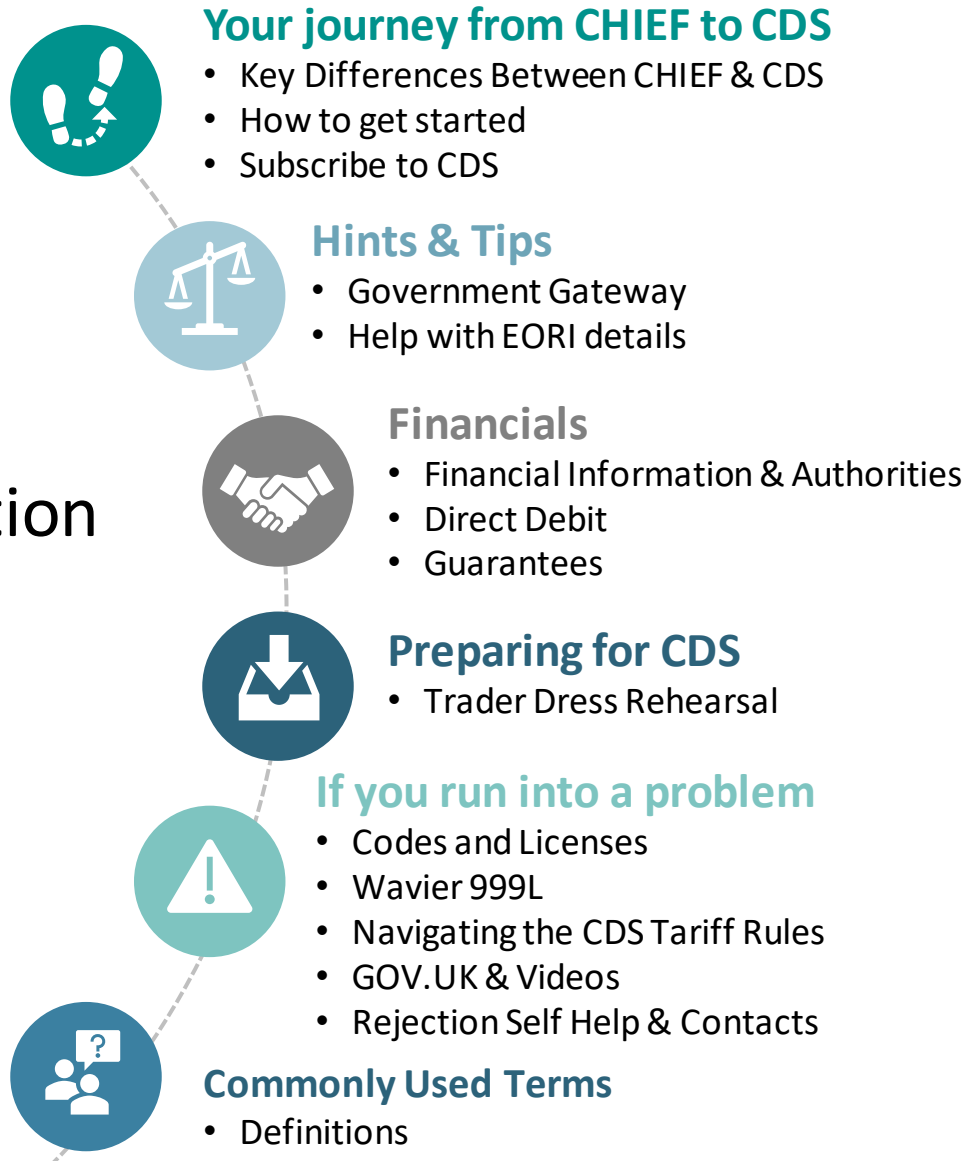 Your journey from CHIEF to CDS
• Key Differences Between CHIEF & CDS
• How to get started
• Subscribe to CDS
Hints & Tips
• Government Gateway
• Help with EORI details
Financials
• Financial Information & Authorities
• Direct Debit
• Guarantees
tion
Preparing for CDS
• Trader Dress Rehearsal
If you run into a problem
• Codes and Licenses
• Wavier 999L
• Navigating the CDS Tariff Rules
• GOV.UK & Videos
• Rejection Self Help & Contacts
?
Commonly Used Terms
• Definitions